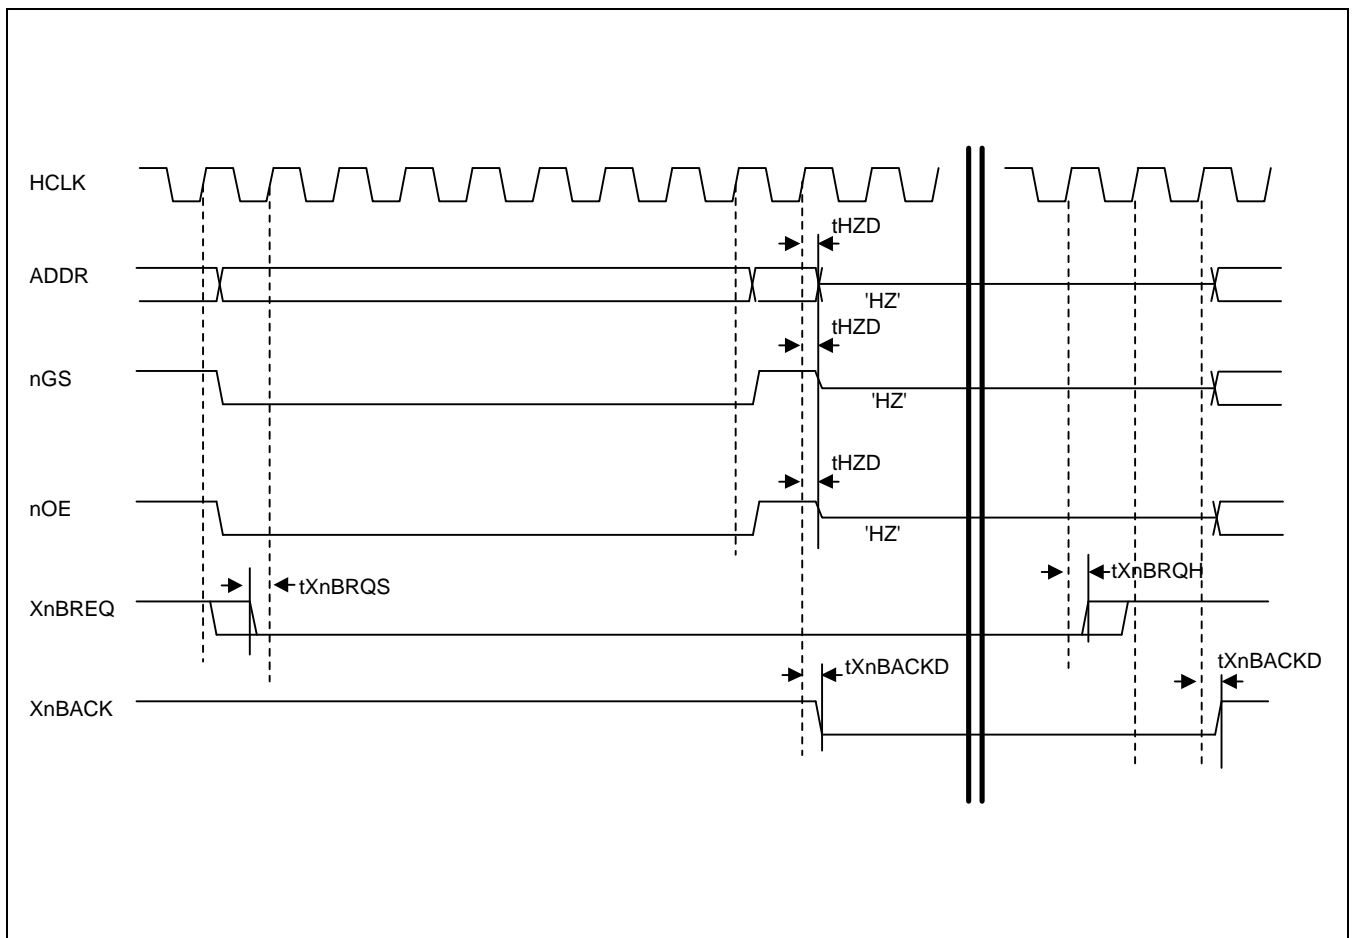 HCLK
tHZD
ADDR
'HZ'
tHZD
nGS
'HZ'
tHZD
nOE
'HZ'
tXnBRQS
tXnBRQH
XnBREQ
tXnBACKD
tXnBACKD
XnBACK